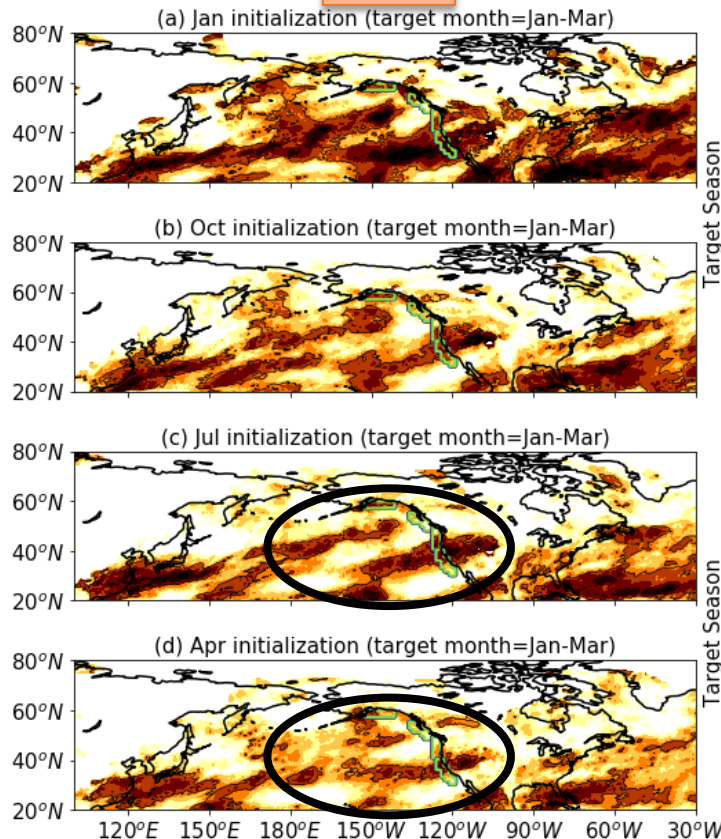 (a) Jan initialization (target month=Jan-Mar)
80°N
60°N
40°N
20°N
(b) Oct initialization (target month=Jan-Mar)
80°N
60°N
40°N
20°N
(c) Jul initialization (target month=Jan-Mar)
80°N
60°N
40°N
20°N
(d) Apr initialization (target month=Jan-Mar)
80°N
60°N
40°N
20°N
120°E 150°E 180°E 150°W 120°W 90°W 60°W 30°W
Target Season
Target Season